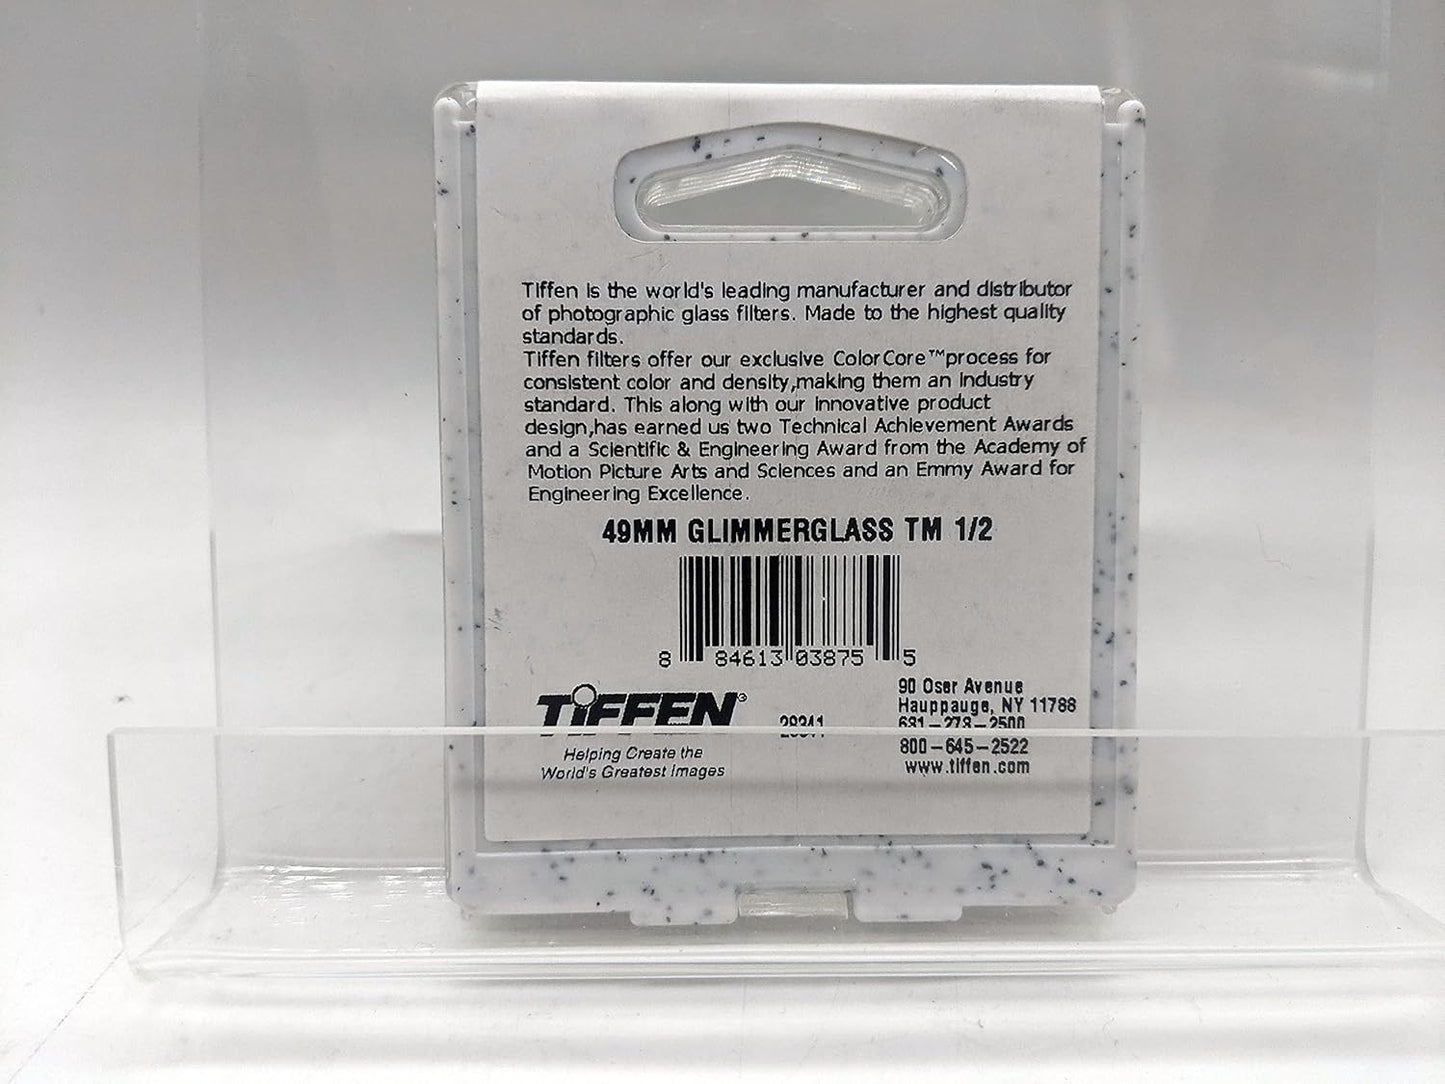 Tiffen is the world's leading manufacturer and distributor
of photographic glass filters. Made to the highest quality
standards.
Tiffen filters offer our exclusive ColorCore™process for
consistent color and density,making them an industry
standard. This along with our innovative product
design,has earned us two Technical Achievement Awards
and a Scientific & Engineering Award from the Academy of
Motion Picture Arts and Sciences and an Emmy Award for
Engineering Excellence.
49MM GLIMMERGLASS TM 1/2
8 84613 03875 5
TIFFEN®
Helping Create the
World's Greatest Images
90 Oser Avenue
Hauppauge, NY 11788
800-645-2522
www.tiffen.com